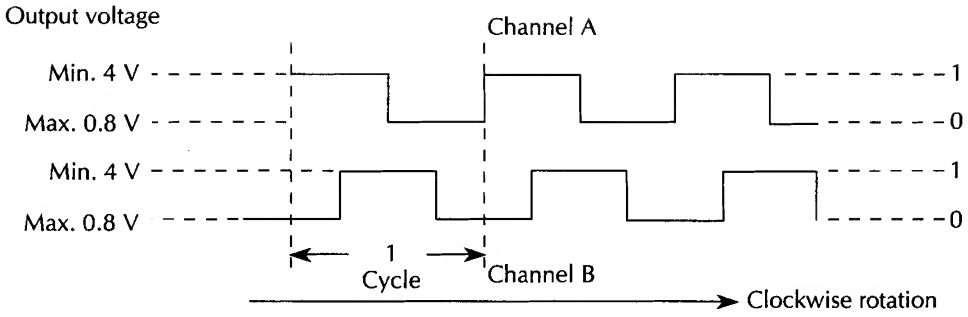 Output voltage
Channel A
Min. 4 V
1
Max. 0.8 V
0
Min. 4 V
1
Max. 0.8 V
0
1
Cycle
Channel B
Clockwise rotation